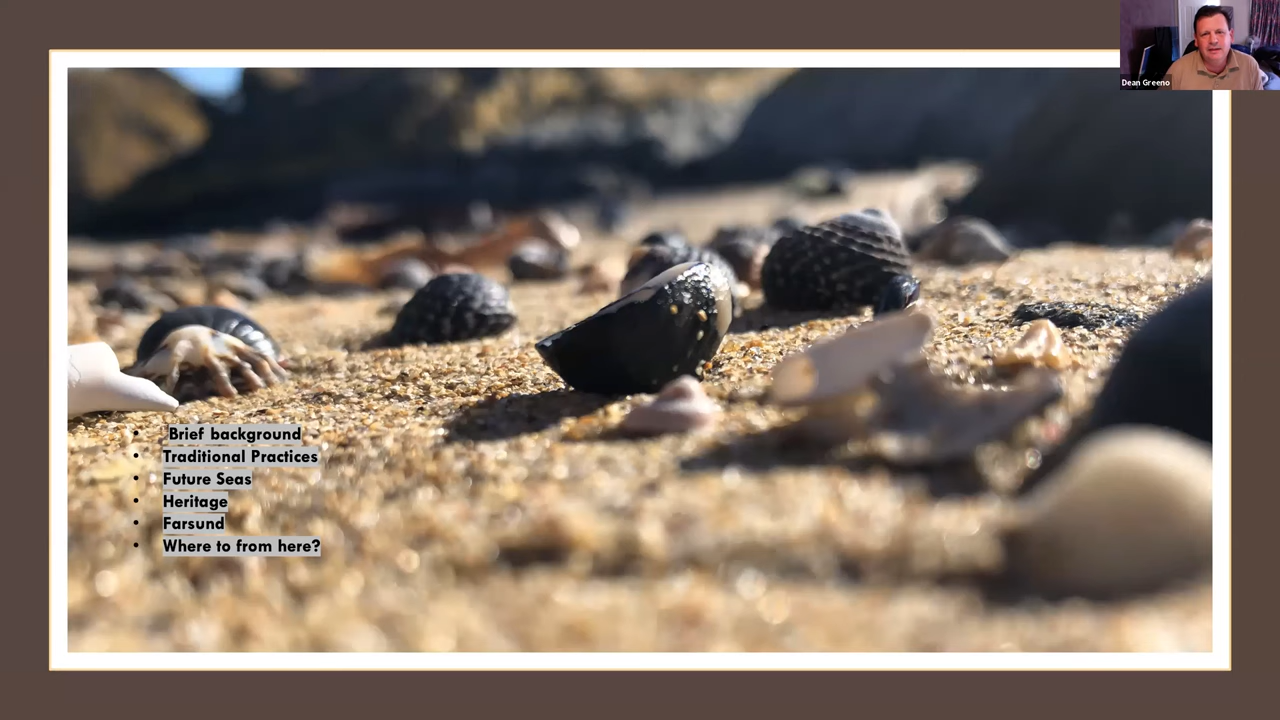 Dean Greeno
• Brief background
• Traditional Practices
• Future Seas
• Heritage
• Farsund
• Where to from here?